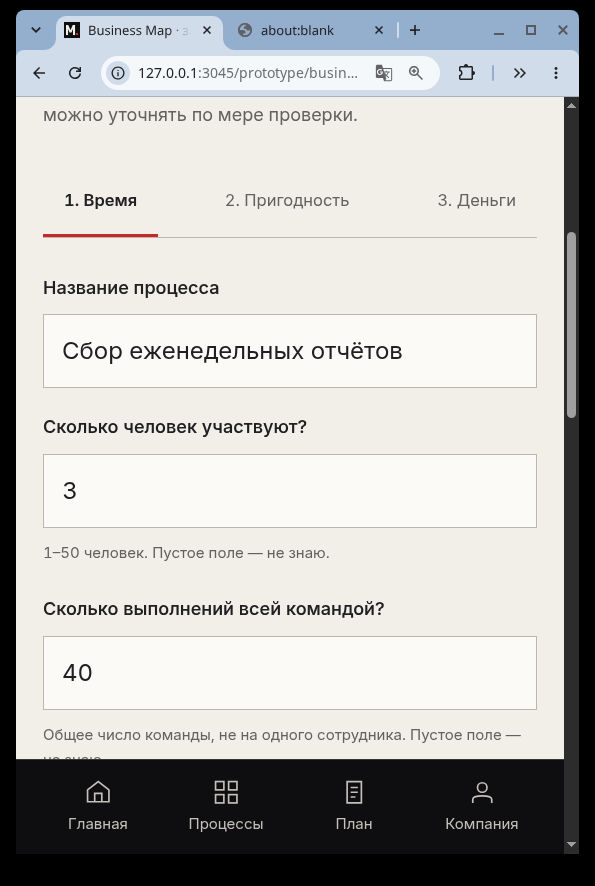 Business Map ·
about:blank
127.0.0.1:3045/prototype/busin...
можно уточнять по мере проверки.
1. Время
2. Пригодность
3. Деньги
Название процесса
Сбор еженедельных отчётов
Сколько человек участвуют?
3
1–50 человек. Пустое поле — не знаю.
Сколько выполнений всей командой?
40
Общее число команды, не на одного сотрудника. Пустое поле —
не знаю.
Главная
Процессы
План
Компания